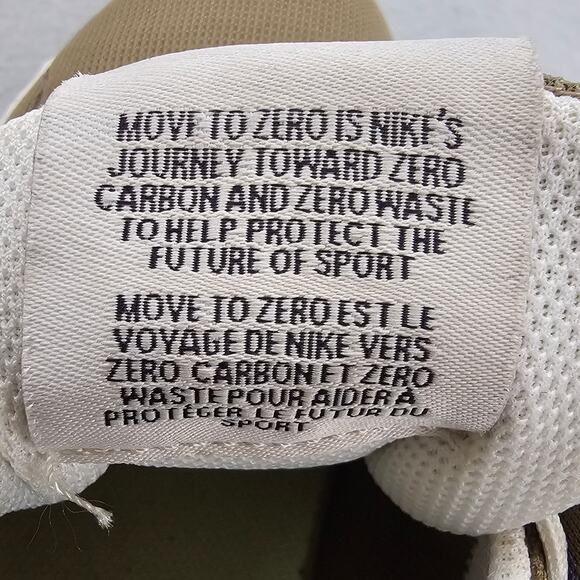 MOVE TO ZERO IS NIKE'S
JOURNEY TOWARD ZERO
CARBON AND ZERO WASTE
TO HELP PROTECT THE
FUTURE OF SPORT
MOVE TO ZERO EST LE
VOYAGE DE NIKE VERS
ZERO CARBON ET ZERO
WASTE POUR AIDER À
PROTÉGER LE FUTUR DU
SPORT